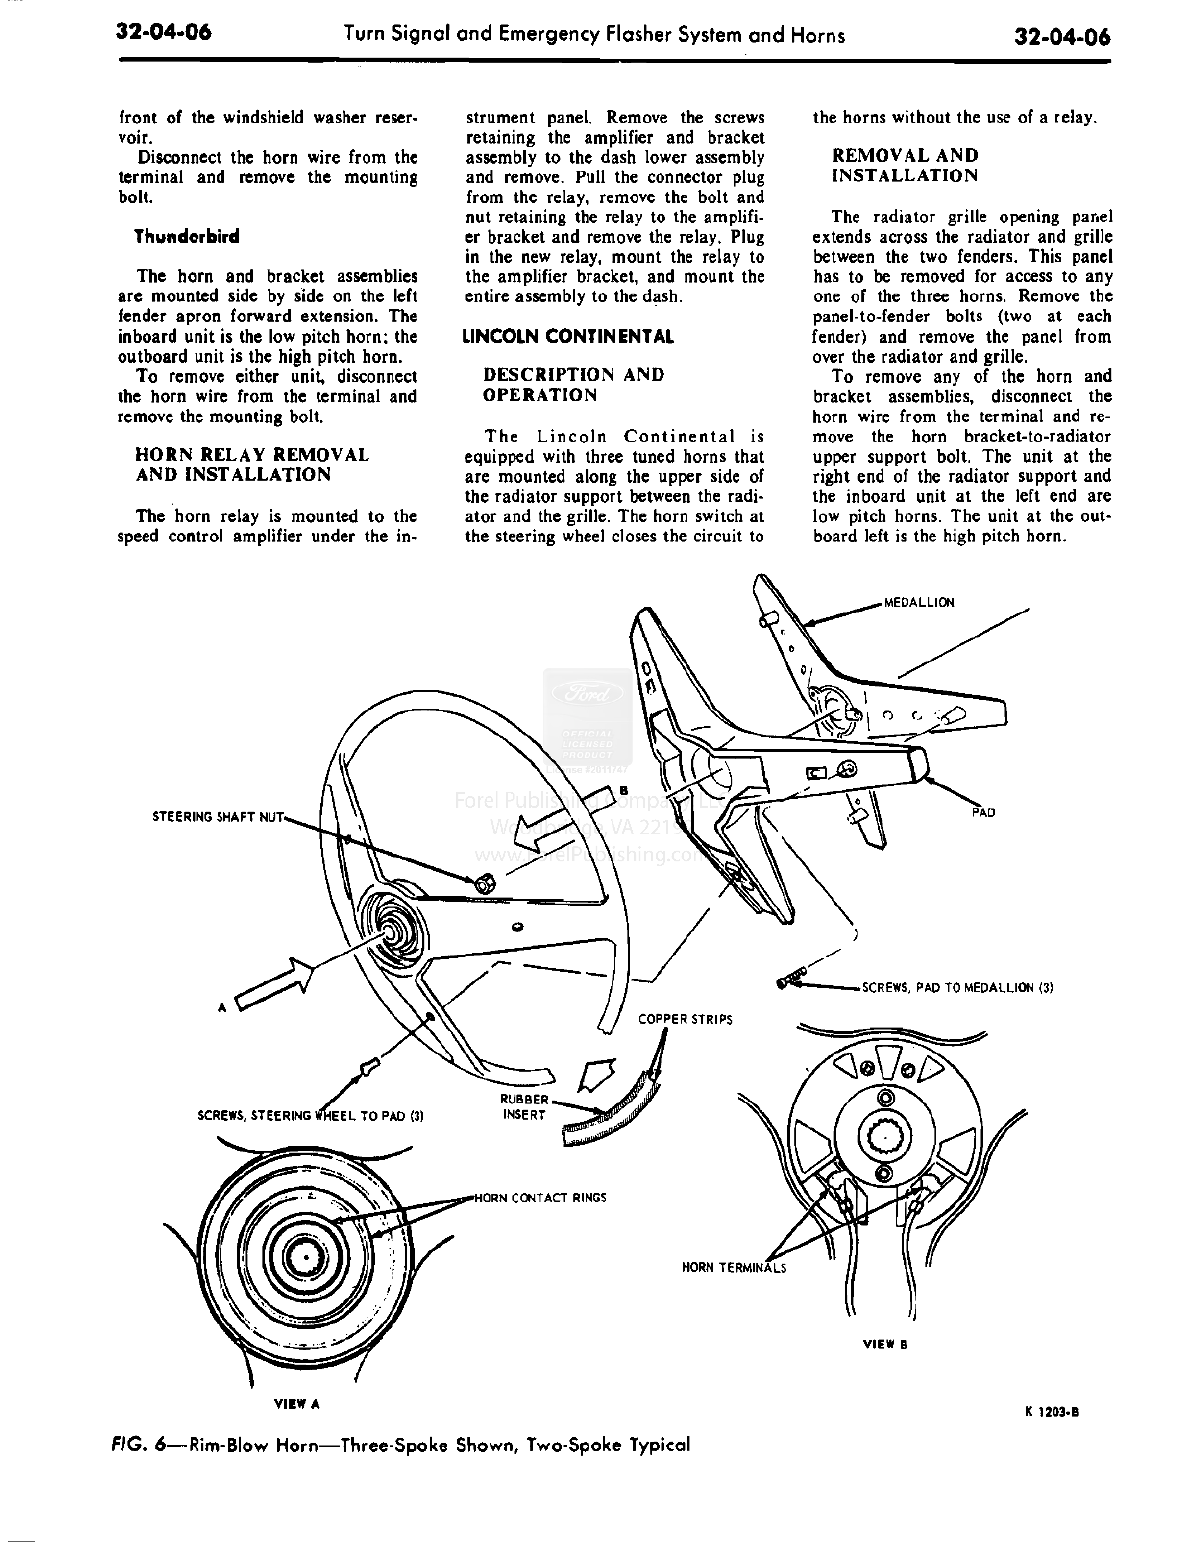 32-04-06
Turn Signal and Emergency Flasher System and Horns
32-04-06
front of the windshield washer reser-
voir.
Disconnect the horn wire from the
terminal and remove the mounting
bolt.
Thunderbird
The horn and bracket assemblies
are mounted side by side on the left
fender apron forward extension. The
inboard unit is the low pitch horn; the
outboard unit is the high pitch horn.
To remove either unit, disconnect
the horn wire from the terminal and
remove the mounting bolt.
HORN RELAY REMOVAL
AND INSTALLATION
The horn relay is mounted to the
speed control amplifier under the in-
strument panel. Remove the screws
retaining the amplifier and bracket
assembly to the dash lower assembly
and remove. Pull the connector plug
from the relay, remove the bolt and
nut retaining the relay to the amplifi-
er bracket and remove the relay. Plug
in the new relay, mount the relay to
the amplifier bracket, and mount the
entire assembly to the dash.
LINCOLN CONTINENTAL
DESCRIPTION AND
OPERATION
The Lincoln Continental is
equipped with three tuned horns that
are mounted along the upper side of
the radiator support between the radi-
ator and the grille. The horn switch at
the steering wheel closes the circuit to
the horns without the use of a relay.
REMOVAL AND
INSTALLATION
The radiator grille opening panel
extends across the radiator and grille
between the two fenders. This panel
has to be removed for access to any
one of the three horns. Remove the
panel-to-fender bolts (two at each
fender) and remove the panel from
over the radiator and grille.
To remove any of the horn and
bracket assemblies, disconnect the
horn wire from the terminal and re-
move the horn bracket-to-radiator
upper support bolt. The unit at the
right end of the radiator support and
the inboard unit at the left end are
low pitch horns. The unit at the out-
board left is the high pitch horn.
MEDALLION
Ford
OFFICIAL
LICENSED
PRODUCT
B
Forel Publishing Company, LLC
Woodbridge, VA 221
www.ForelPublishing.com
STEERING SHAFT NUT
PAD
A
SCREWS, PAD TO MEDALLION (3)
COPPER STRIPS
RUBBER
INSERT
SCREWS, STEERING WHEEL TO PAD (3)
HORN CONTACT RINGS
HORN TERMINALS
VIEW B
VIEW A
K 1203-B
FIG. 6—Rim-Blow Horn—Three-Spoke Shown, Two-Spoke Typical